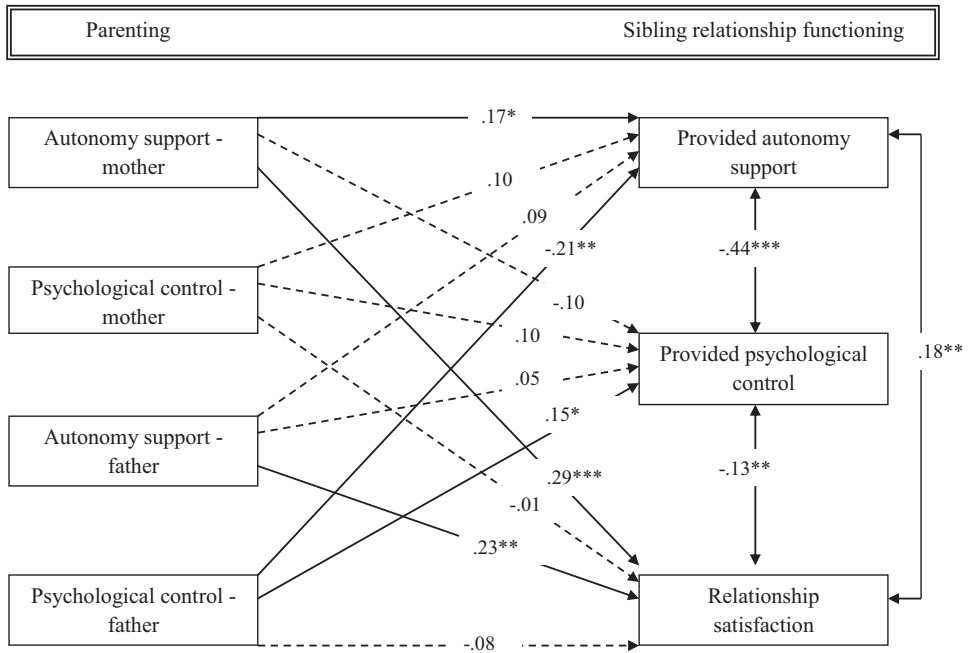 Parenting
Sibling relationship functioning
Autonomy support -
mother
Psychological control -
mother
Autonomy support -
father
Psychological control -
father
.17*
.10
.09
-.21**
-.10
.10
.05
.15*
.29***
-.01
.23**
-.08
Provided autonomy
support
-.44***
Provided psychological
control
-.13**
Relationship
satisfaction
.18**